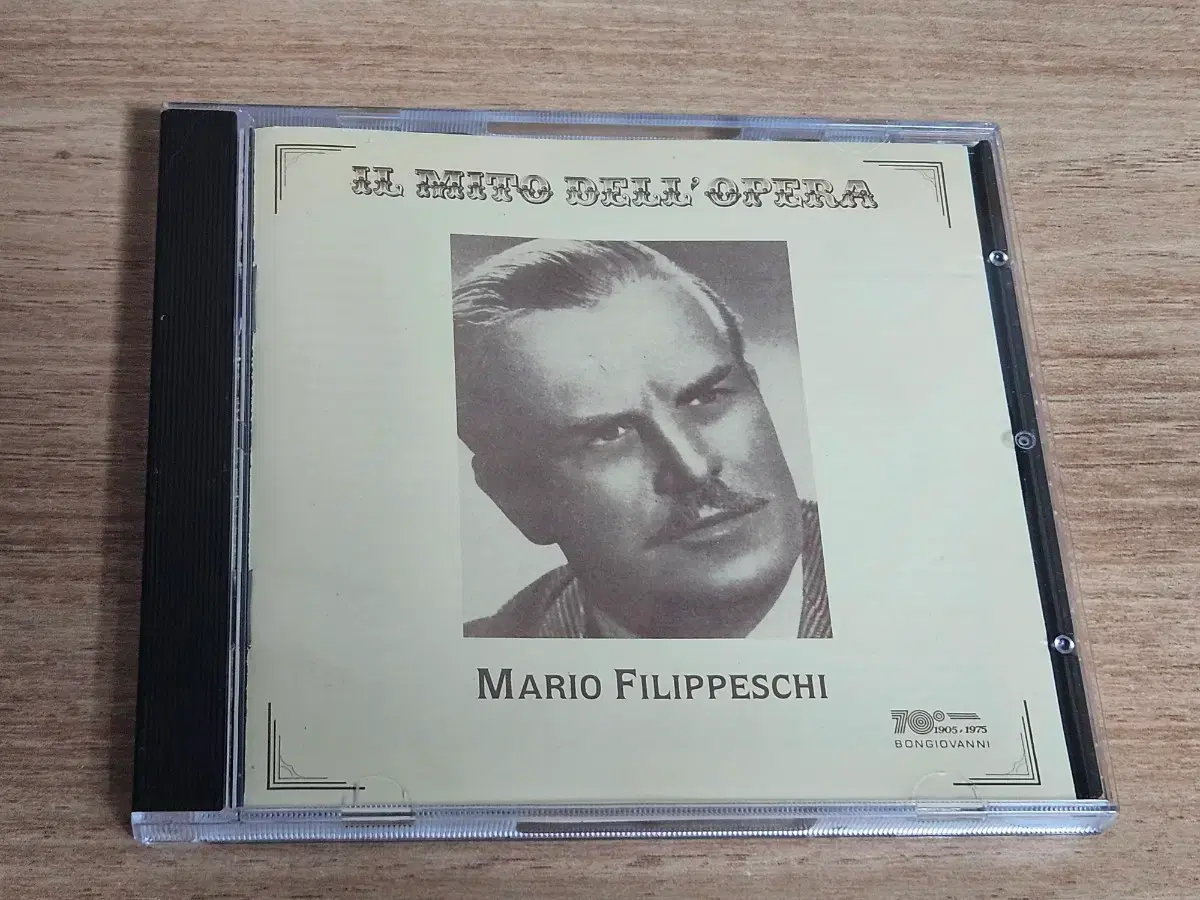 IL MITO DELL'OPERA
MARIO FILIPPESCHI
70° 1905-1975
BONGIOVANNI